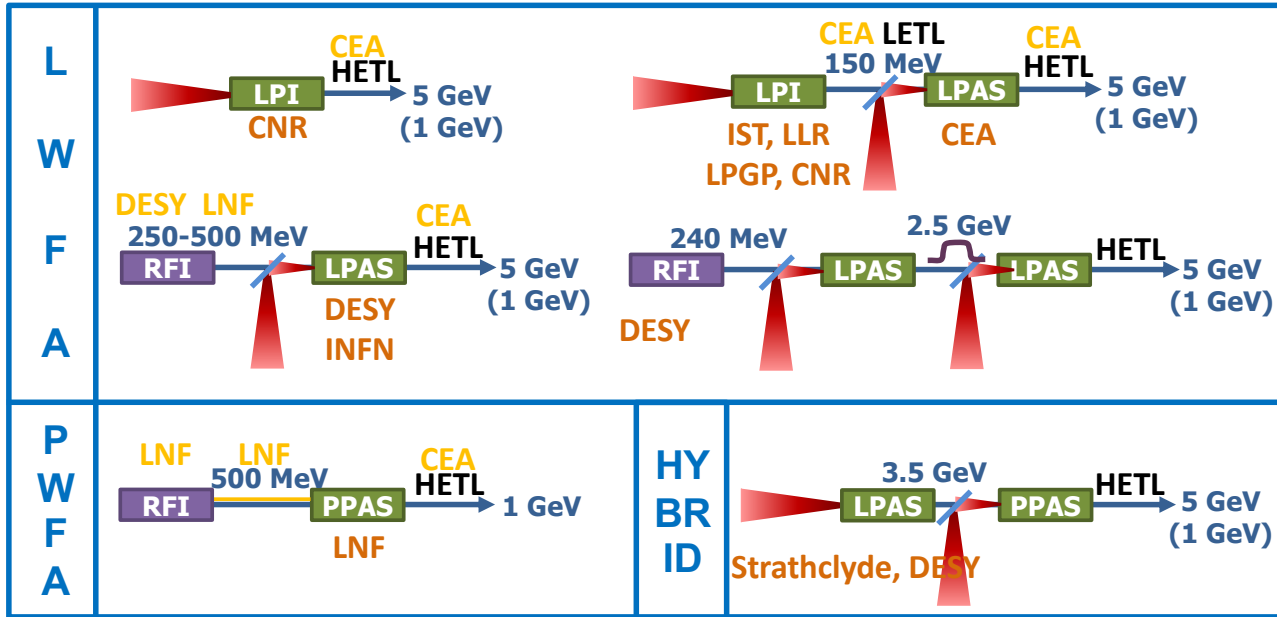 L
W
F
A
CEA
HETL
LPI
5 GeV
(1 GeV)
CNR
CEA LETL
150 MeV
CEA
HETL
LPI
LPAS
5 GeV
(1 GeV)
IST, LLR
LPGP, CNR
CEA
DESY LNF
250-500 MeV
CEA
HETL
RFI
LPAS
5 GeV
(1 GeV)
DESY
INFN
240 MeV
2.5 GeV
HETL
RFI
LPAS
LPAS
5 GeV
(1 GeV)
DESY
P
W
F
A
LNF
LNF
500 MeV
CEA
HETL
RFI
PPAS
1 GeV
LNF
HY
BR
ID
3.5 GeV
HETL
LPAS
PPAS
5 GeV
(1 GeV)
Strathclyde, DESY